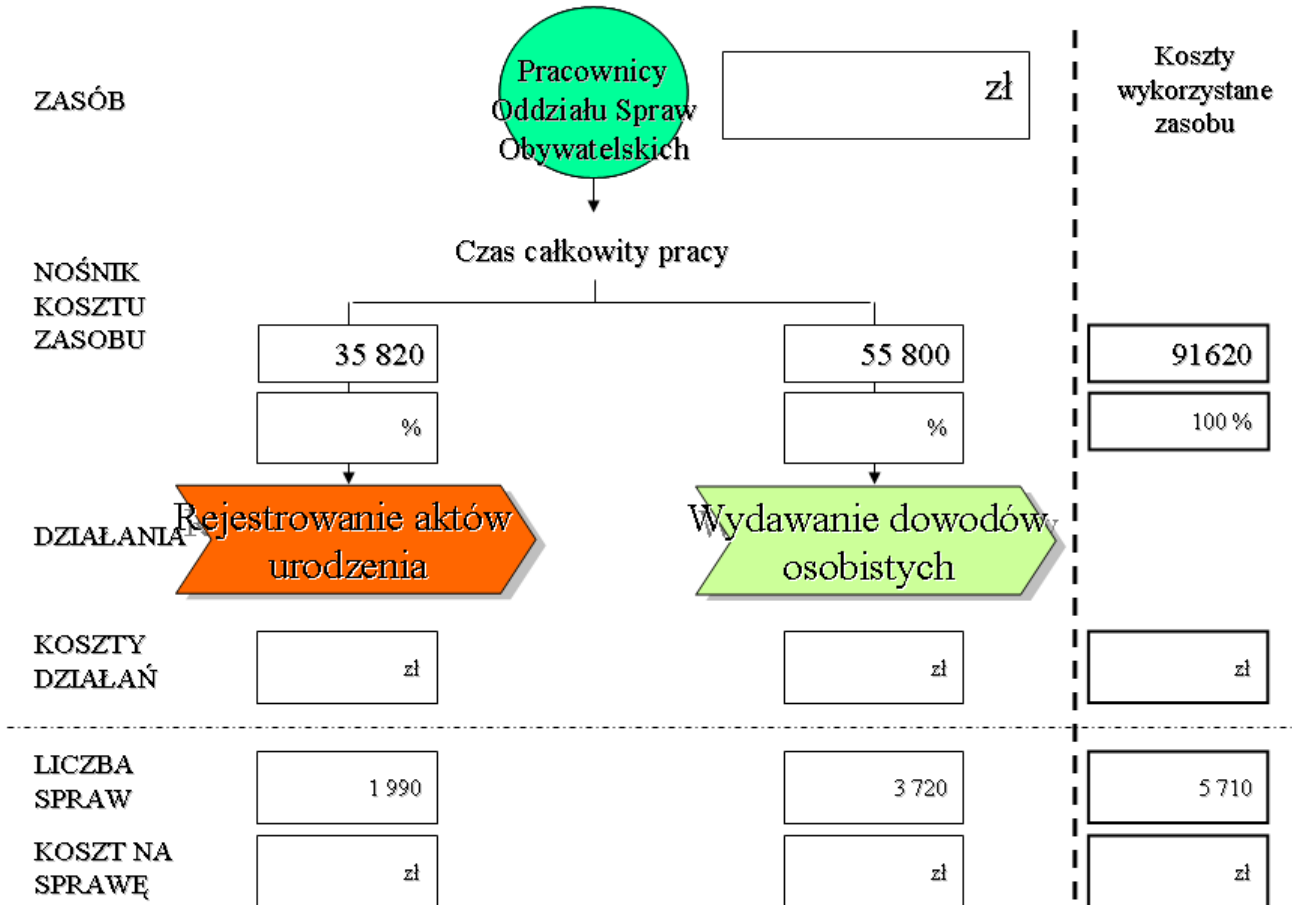 ZASÓB
Pracownicy
Oddziału Spraw
Obywatelskich
zł
Koszty
wykorzystane
zasobu
Czas całkowity pracy
NOŚNIK
KOSZTU
ZASOBU
35 820
55 800
91620
%
%
100 %
DZIAŁANIA
Rejestrowanie aktów
urodzenia
Wydawanie dowodów
osobistych
KOSZTY
DZIAŁAŃ
zł
zł
zł
LICZBA
SPRAW
1 990
3 720
5 710
KOSZT NA
SPRAWĘ
zł
zł
zł